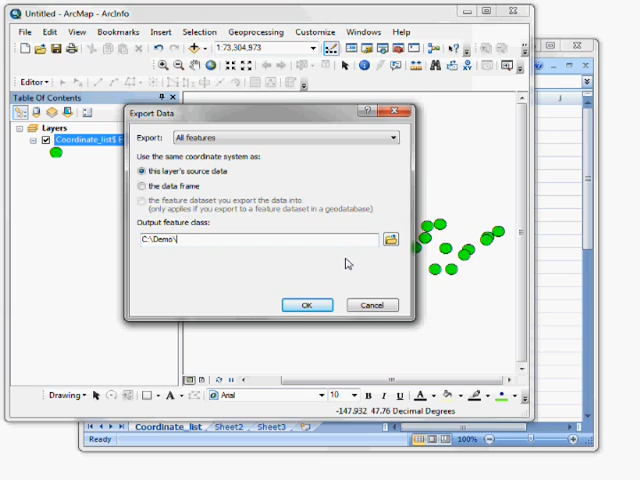 Untitled - ArcMap - ArcInfo
File Edit View Bookmarks Insert Selection Geoprocessing Customize Windows Help
1:73,304,973
Editor
Table Of Contents
Layers
Coordinate_list$ E
Export Data
Export: All features
Use the same coordinate system as:
this layer's source data
the data frame
the feature dataset you export the data into
(only applies if you export to a feature dataset in a geodatabase)
Output feature class:
C:\Demo\
OK Cancel
J
Drawing A Arial 10 B I U A A
-147.932 47.76 Decimal Degrees
Coordinate_list Sheet2 Sheet3
Ready 100%